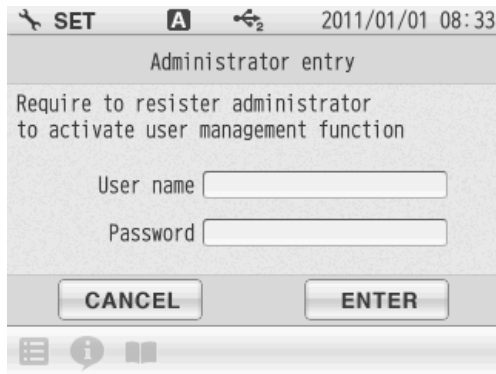 SET A 2 2011/01/01 08:33
Administrator entry
Require to resister administrator
to activate user management function
User name
Password
CANCEL ENTER